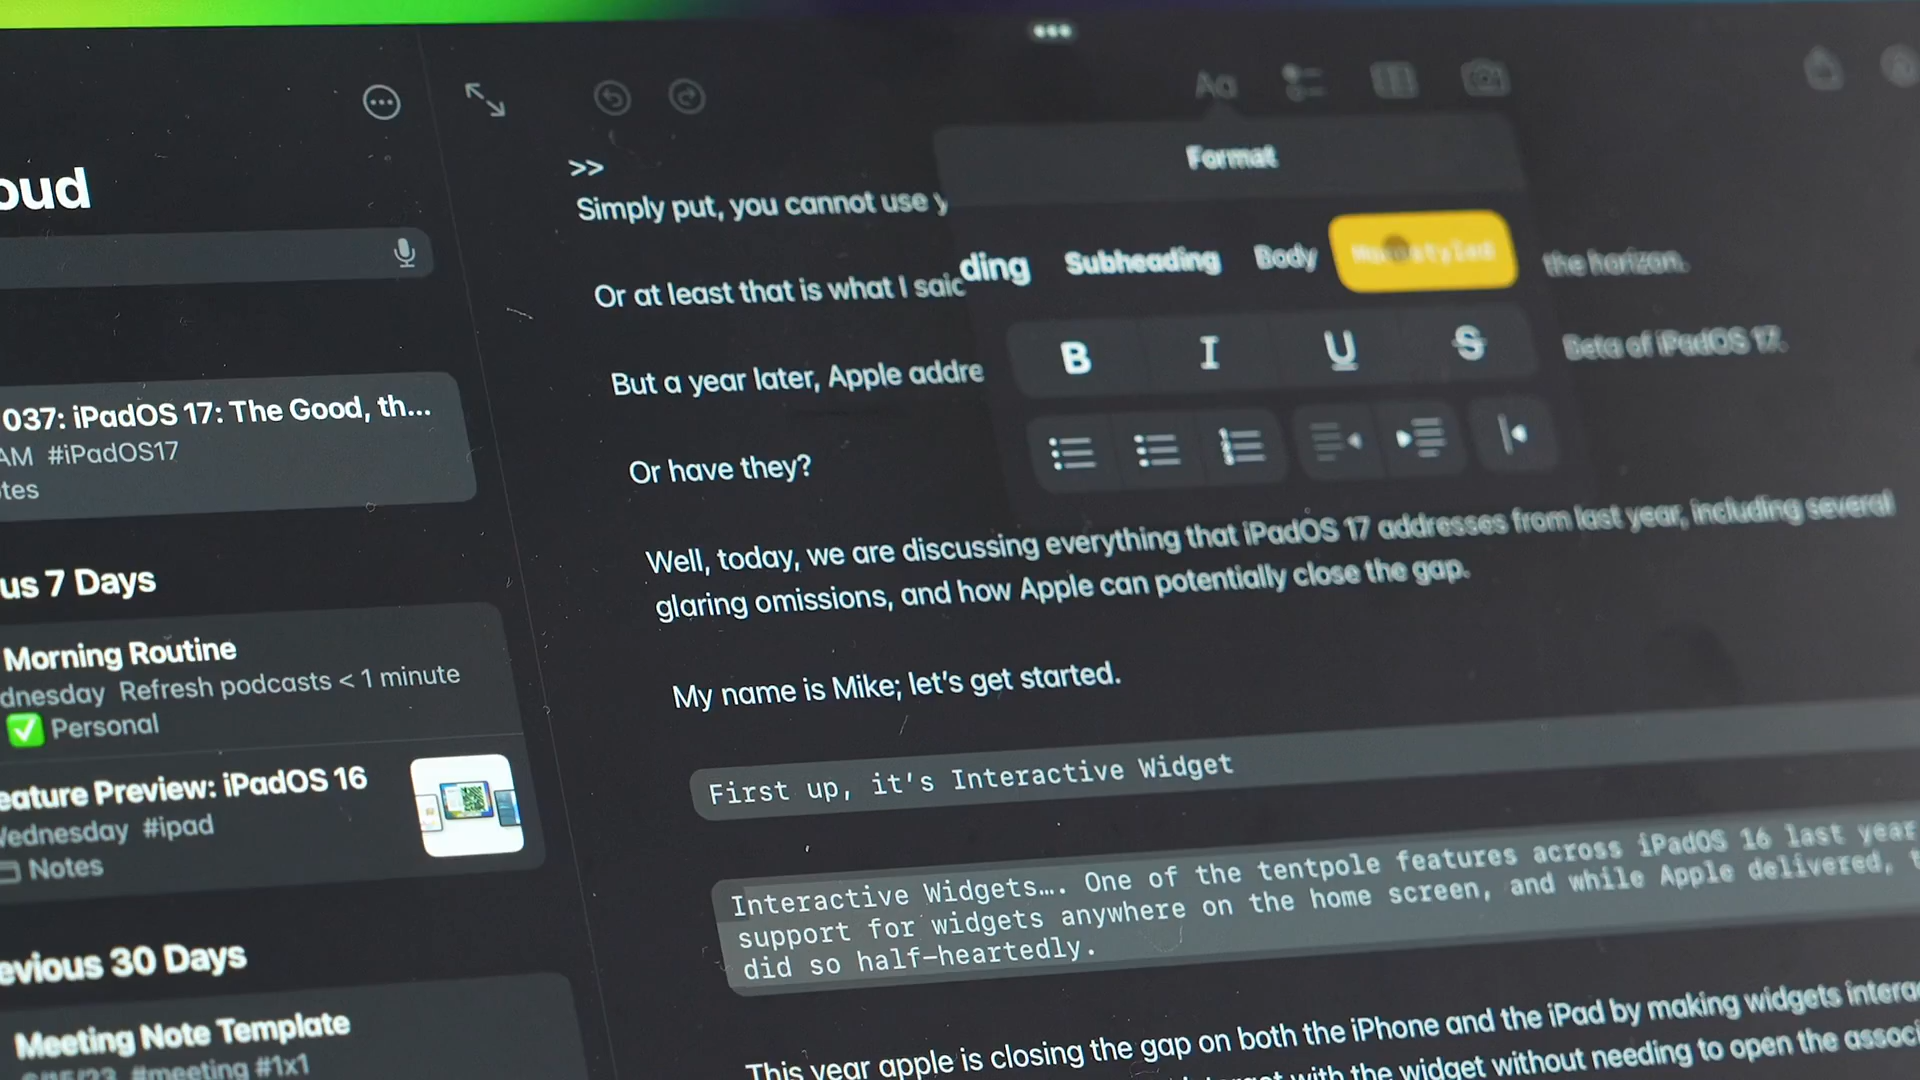 oud
037: iPadOS 17: The Good, th...
AM #iPadOS17
tes
us 7 Days
Morning Routine
dnesday Refresh podcasts < 1 minute
Personal
eature Preview: iPadOS 16
Wednesday #ipad
Notes
evious 30 Days
Meeting Note Template
#meeting #1x1
>>
Simply put, you cannot use y
Or at least that is what I said
the horizon.
But a year later, Apple addre
Beta of iPadOS 17.
Or have they?
Well, today, we are discussing everything that iPadOS 17 addresses from last year, including several
glaring omissions, and how Apple can potentially close the gap.
My name is Mike; let's get started.
First up, it's Interactive Widget
Interactive Widgets…. One of the tentpole features across iPadOS 16 last year
support for widgets anywhere on the home screen, and while Apple delivered, t
did so half-heartedly.
This year apple is closing the gap on both the iPhone and the iPad by making widgets intera
with the widget without needing to open the associ
Aa
Format
ding Subheading Body Monostyled
B I U S